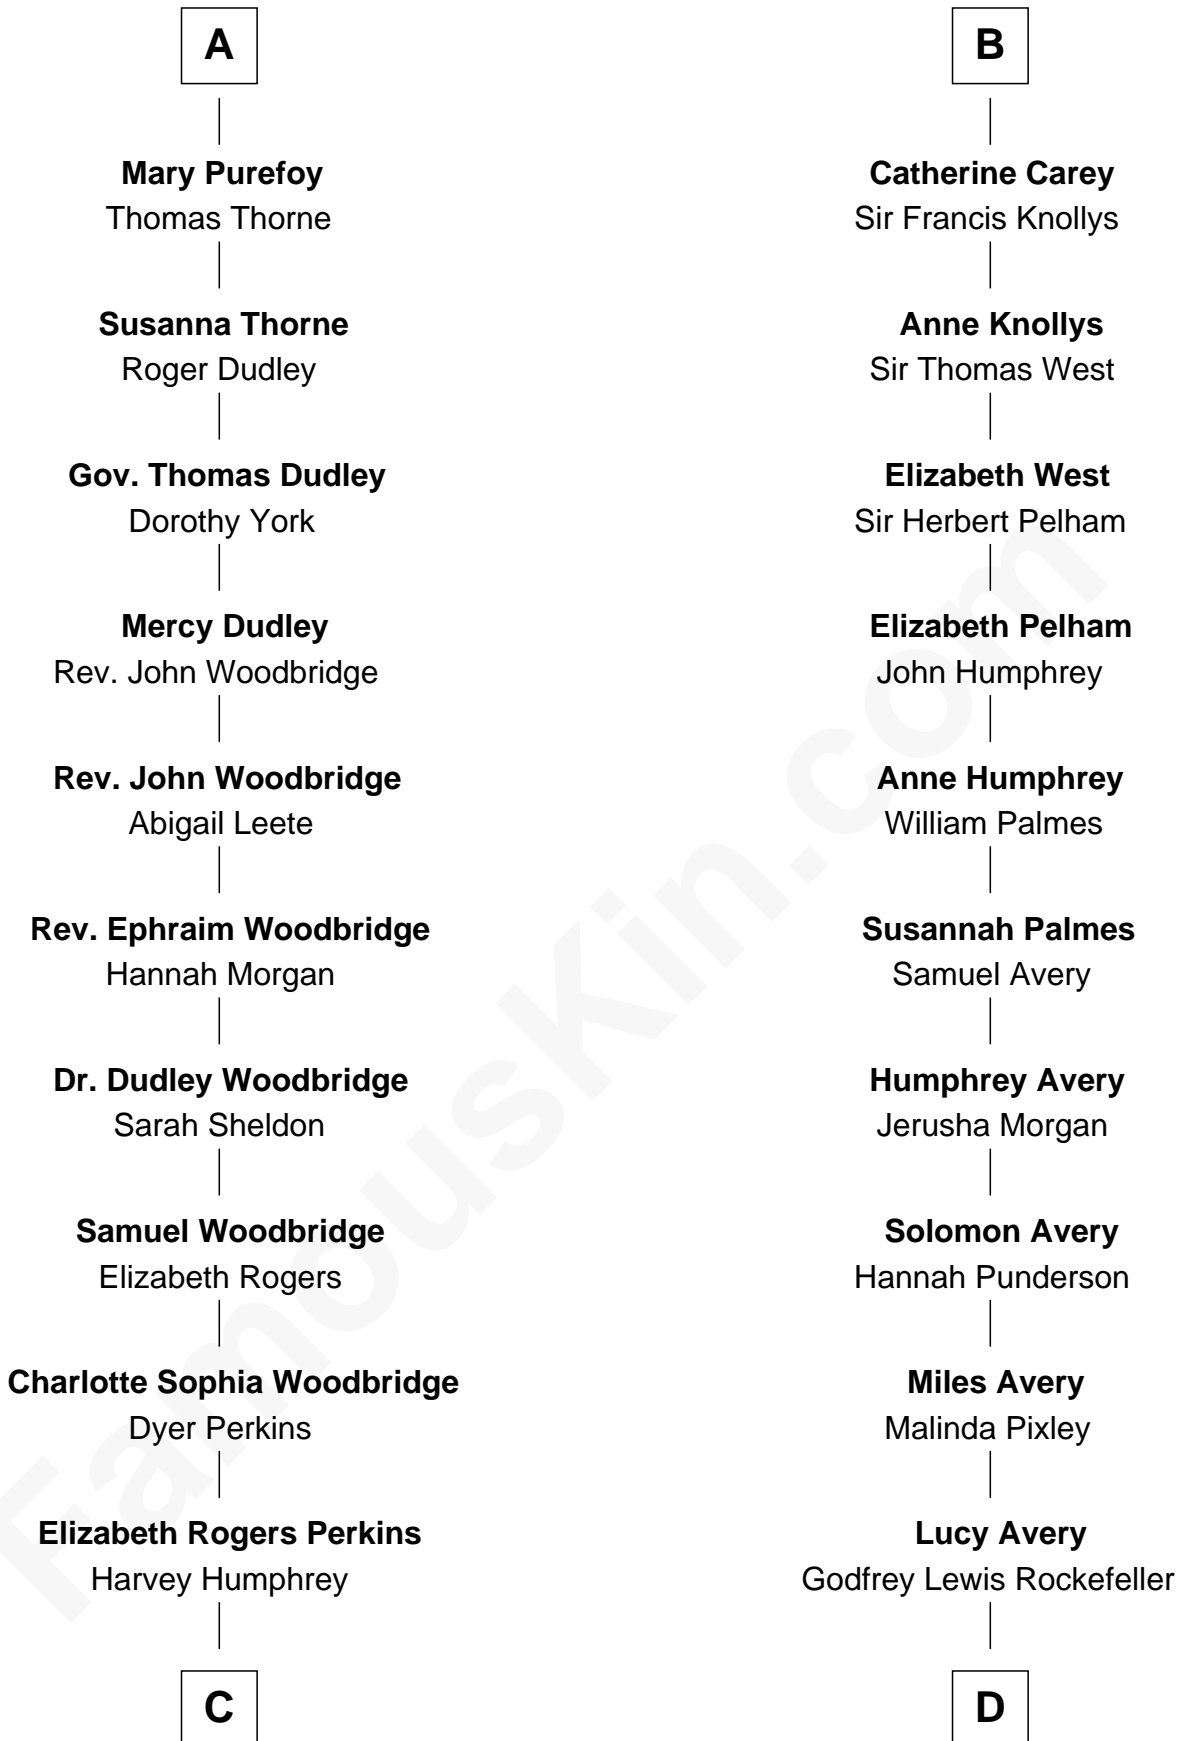 A
Mary Purefoy
Thomas Thorne
Susanna Thorne
Roger Dudley
Gov. Thomas Dudley
Dorothy York
Mercy Dudley
Rev. John Woodbridge
Rev. John Woodbridge
Abigail Leete
Rev. Ephraim Woodbridge
Hannah Morgan
Dr. Dudley Woodbridge
Sarah Sheldon
Samuel Woodbridge
Elizabeth Rogers
Charlotte Sophia Woodbridge
Dyer Perkins
Elizabeth Rogers Perkins
Harvey Humphrey
C
B
Catherine Carey
Sir Francis Knollys
Anne Knollys
Sir Thomas West
Elizabeth West
Sir Herbert Pelham
Elizabeth Pelham
John Humphrey
Anne Humphrey
William Palmes
Susannah Palmes
Samuel Avery
Humphrey Avery
Jerusha Morgan
Solomon Avery
Hannah Punderson
Miles Avery
Malinda Pixley
Lucy Avery
Godfrey Lewis Rockefeller
D
FamousKin.com